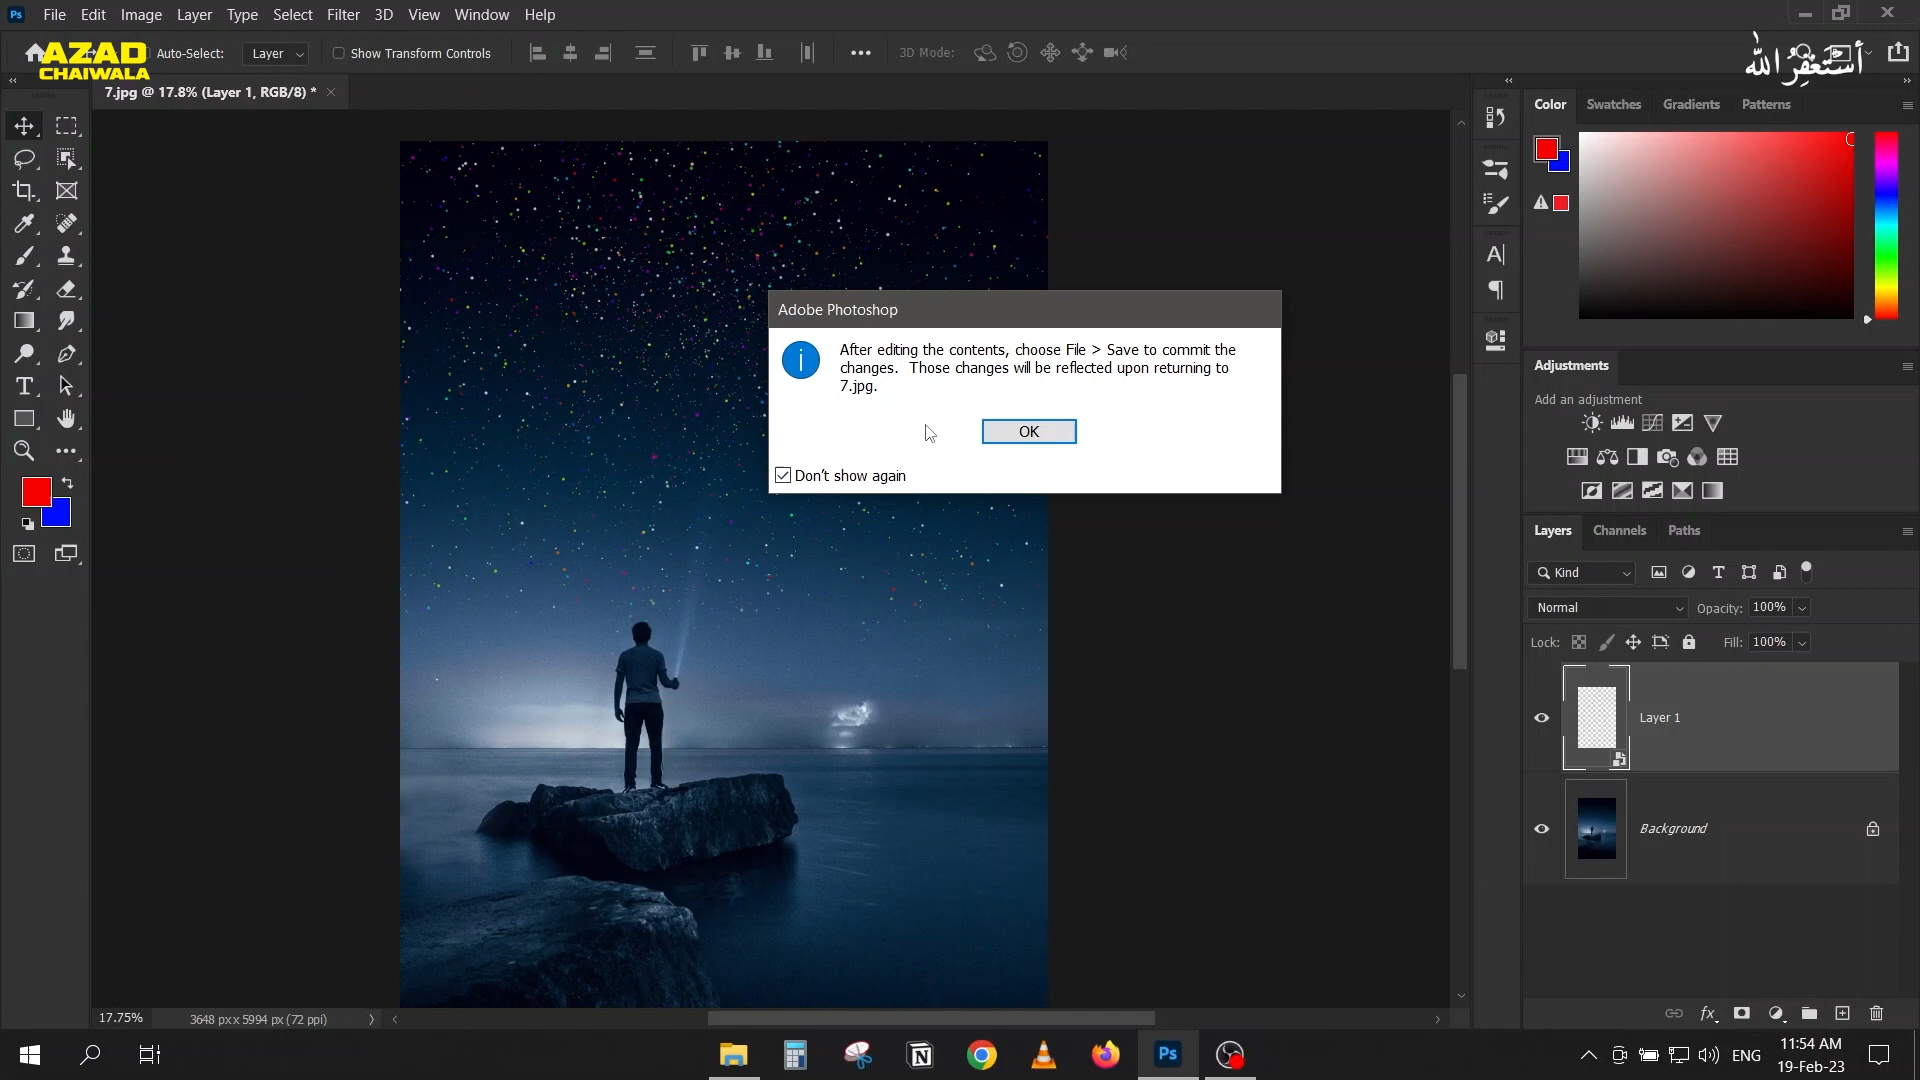 File Edit Image Layer Type Select Filter 3D View Window Help
AZAD
CHAIWALA
Auto-Select: Layer Show Transform Controls 3D Mode:
أستغفر الله
7.jpg @ 17.8% (Layer 1, RGB/8) *
Color Swatches Gradients Patterns
Adobe Photoshop
After editing the contents, choose File > Save to commit the
changes. Those changes will be reflected upon returning to
7.jpg.
OK
Don't show again
Adjustments
Add an adjustment
Layers Channels Paths
Kind
Normal Opacity: 100%
Lock: Fill: 100%
Layer 1
Background
17.75% 3648 px x 5994 px (72 ppi)
ENG 11:54 AM
19-Feb-23